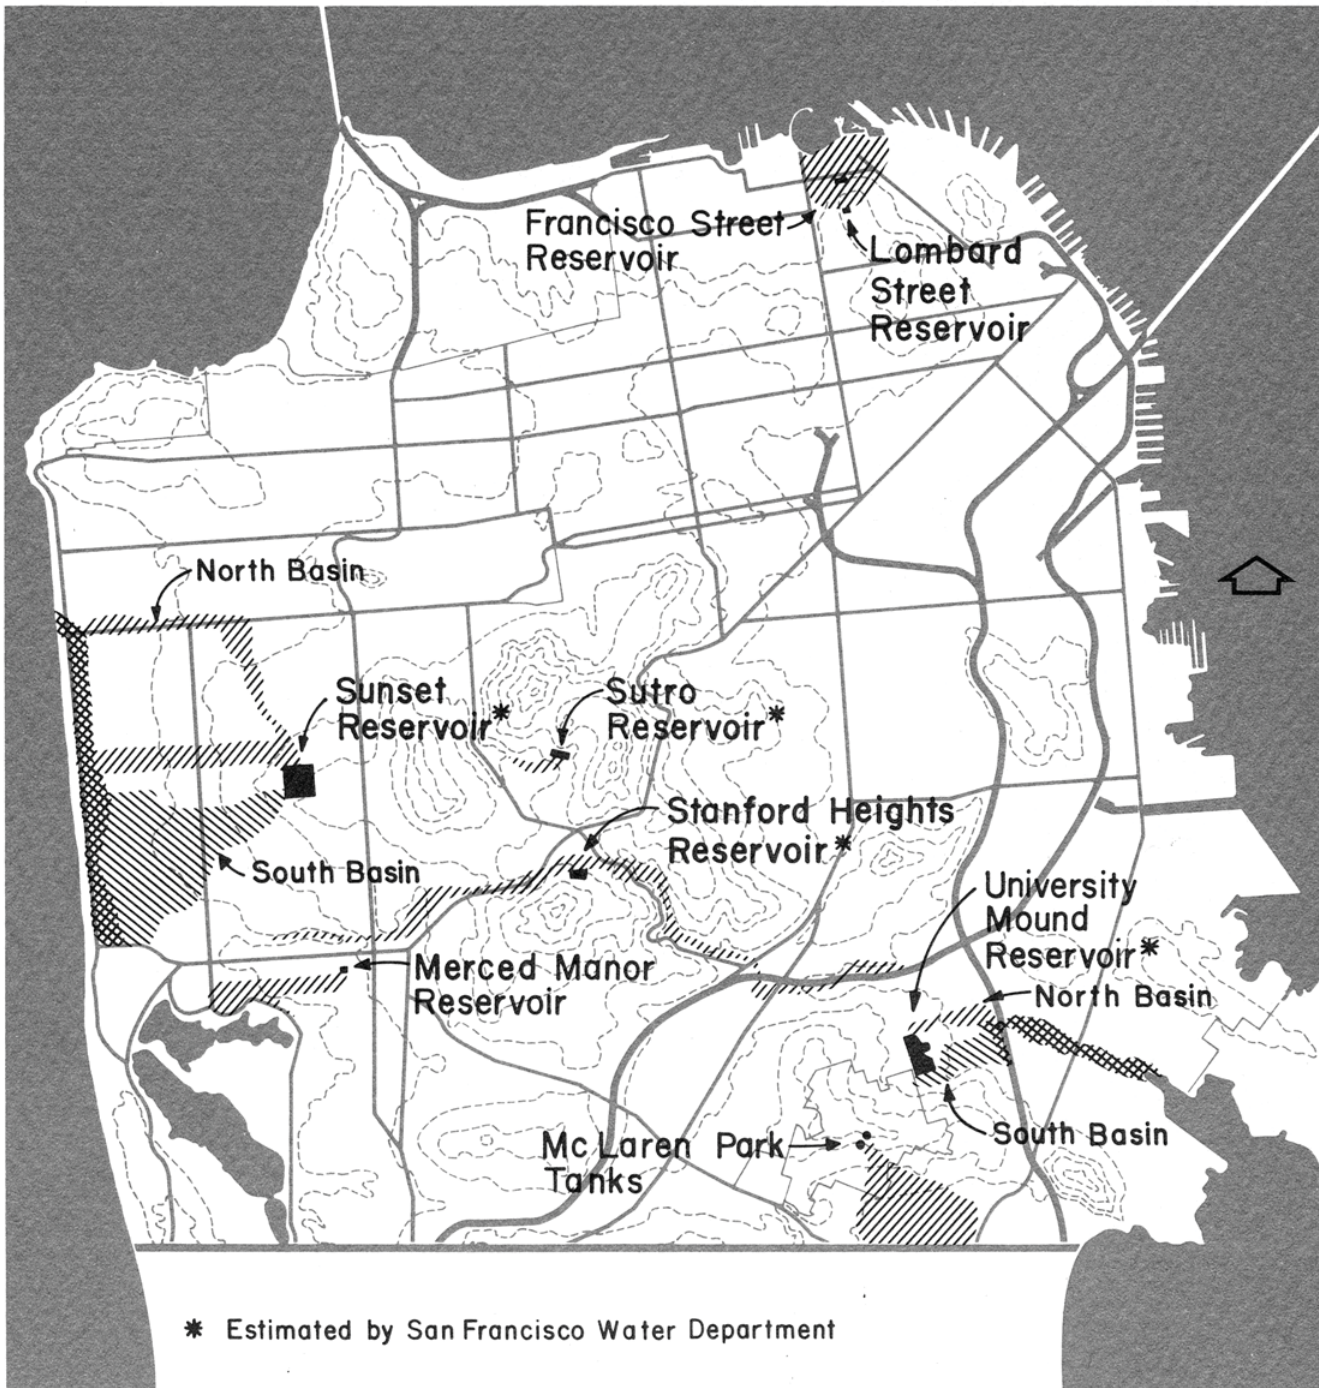 Francisco Street
Reservoir
Lombard
Street
Reservoir
North Basin
Sunset
Reservoir*
Sutro
Reservoir*
Stanford Heights
Reservoir*
South Basin
University
Mound
Reservoir*
Merced Manor
Reservoir
North Basin
South Basin
Mc Laren Park
Tanks
* Estimated by San Francisco Water Department